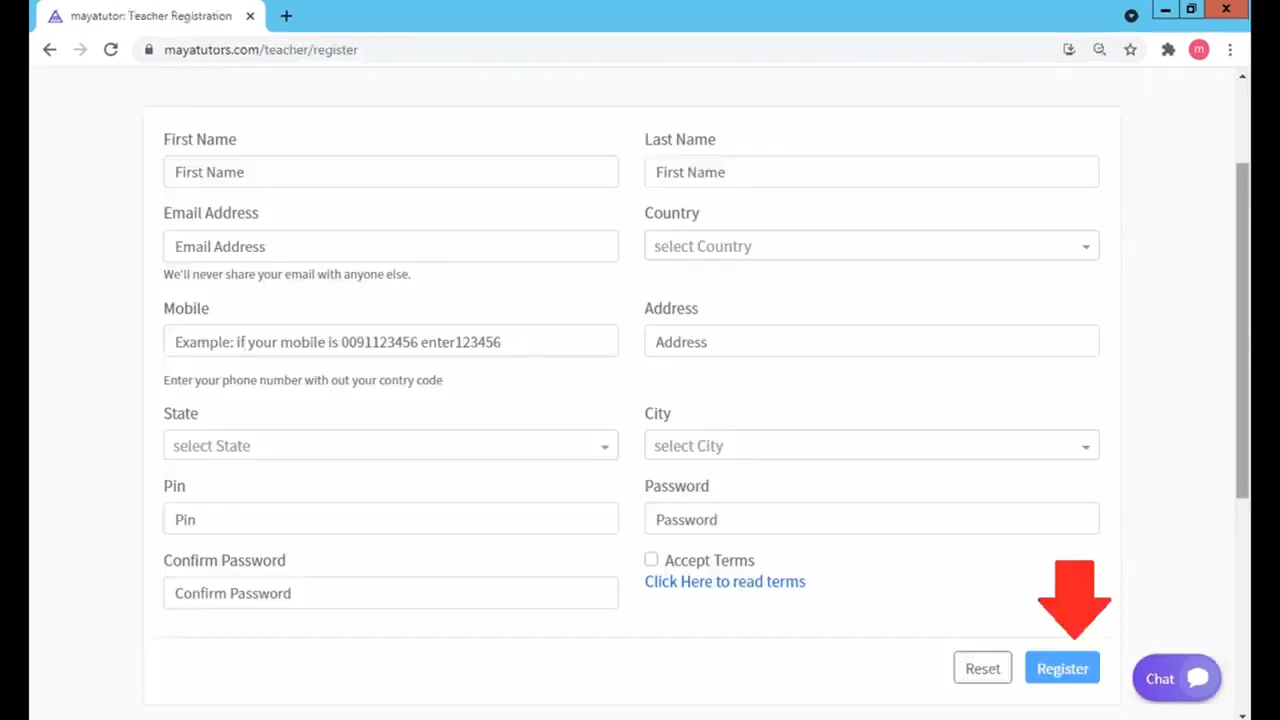 mayatutor: Teacher Registration
mayatutors.com/teacher/register
m
First Name
Last Name
First Name
First Name
Email Address
Country
Email Address
select Country
We'll never share your email with anyone else.
Mobile
Address
Example: if your mobile is 0091123456 enter123456
Address
Enter your phone number with out your contry code
State
City
select State
select City
Pin
Password
Pin
Password
Confirm Password
Accept Terms
Click Here to read terms
Confirm Password
Reset
Register
Chat